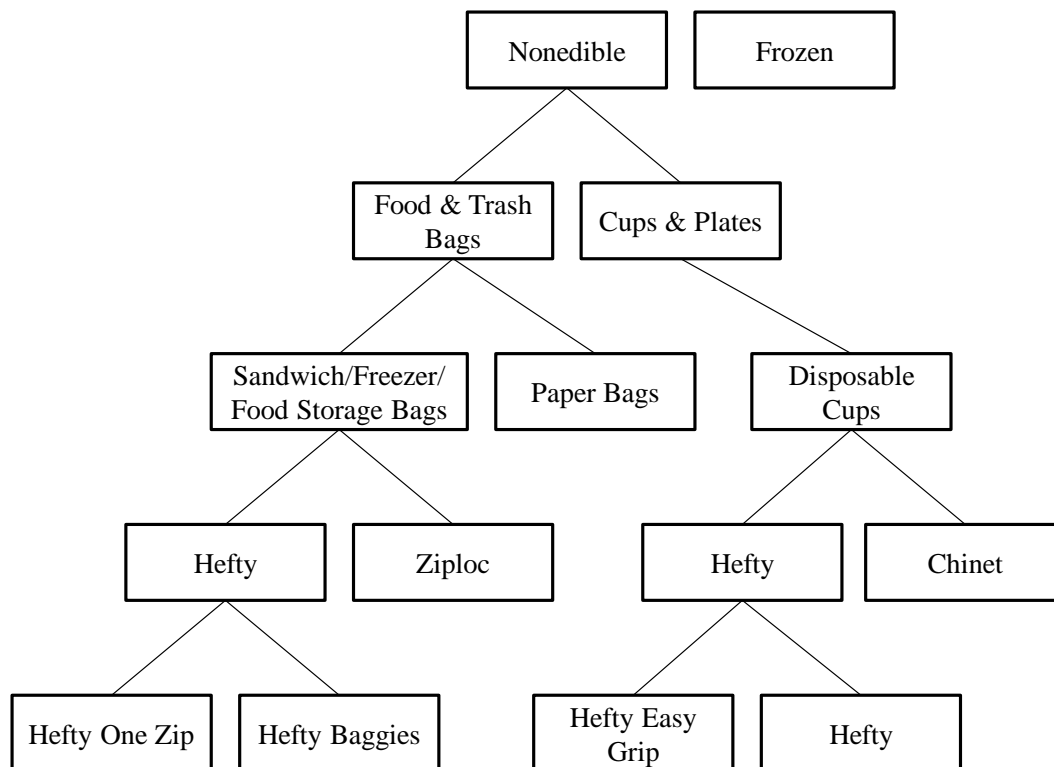 Nonedible
Frozen
Food & Trash
Bags
Cups & Plates
Sandwich/Freezer/
Food Storage Bags
Paper Bags
Disposable
Cups
Hefty
Ziploc
Hefty
Chinet
Hefty One Zip
Hefty Baggies
Hefty Easy
Grip
Hefty